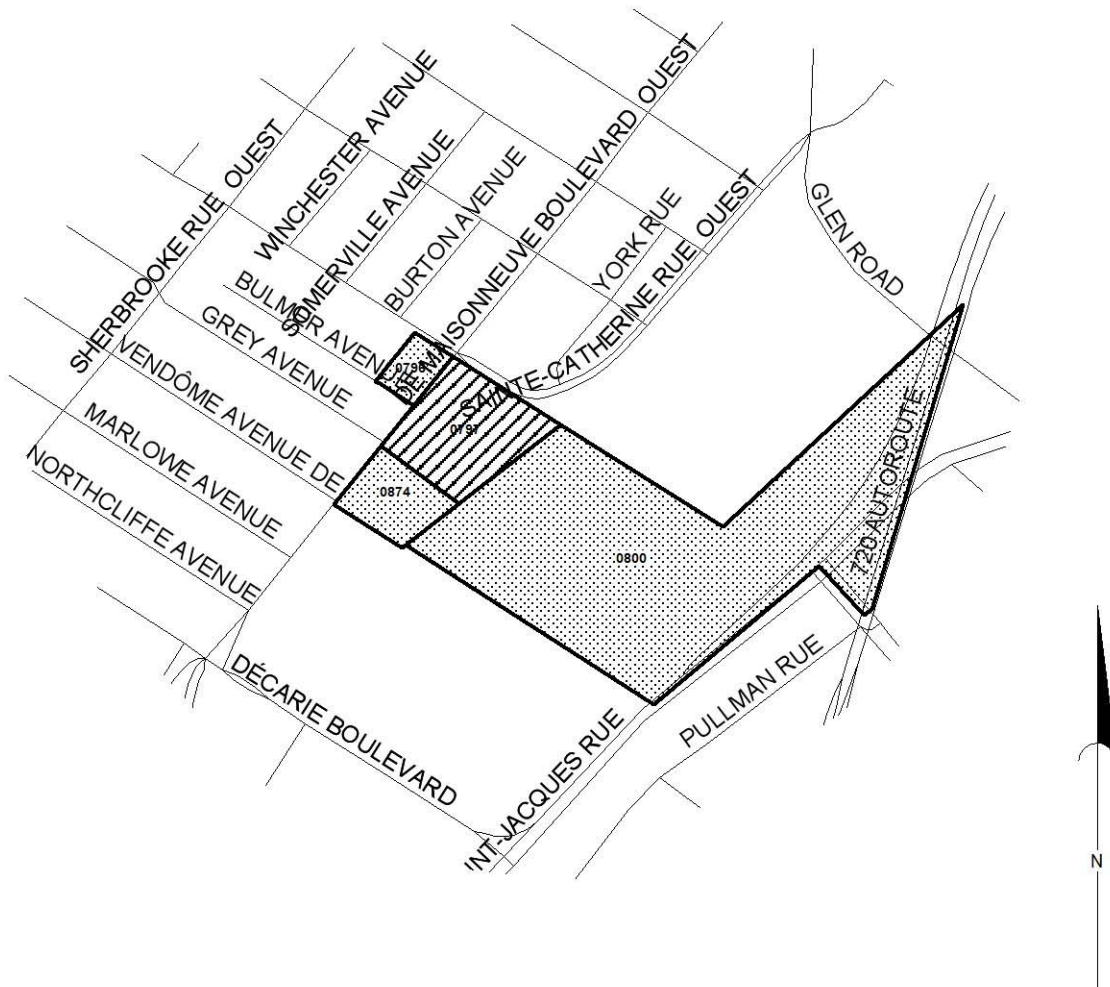 WINCHESTER AVENUE
SHERBROOKE RUE OUEST
SOMERVILLE AVENUE
DE MAISONNEUVE BOULEVARD OUEST
BURTON AVENUE
YORK RUE
SAINTE-CATHERINE RUE OUEST
GLEN ROAD
BULMER AVENUE
GREY AVENUE
VENDÔME AVENUE DE
MARLOWE AVENUE
NORTHCLIFFE AVENUE
0797
0874
0800
720 AUTOROUTE
DÉCARIE BOULEVARD
PULLMAN RUE
INT-JACQUES RUE
N